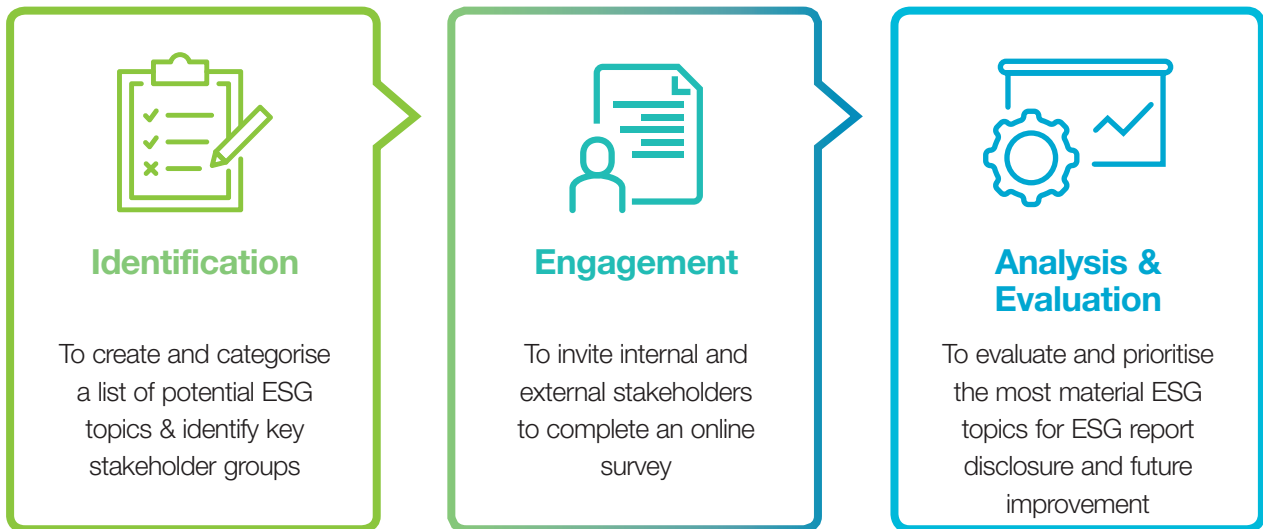 Identification
To create and categorise
a list of potential ESG
topics & identify key
stakeholder groups
Engagement
To invite internal and
external stakeholders
to complete an online
survey
Analysis &
Evaluation
To evaluate and prioritise
the most material ESG
topics for ESG report
disclosure and future
improvement